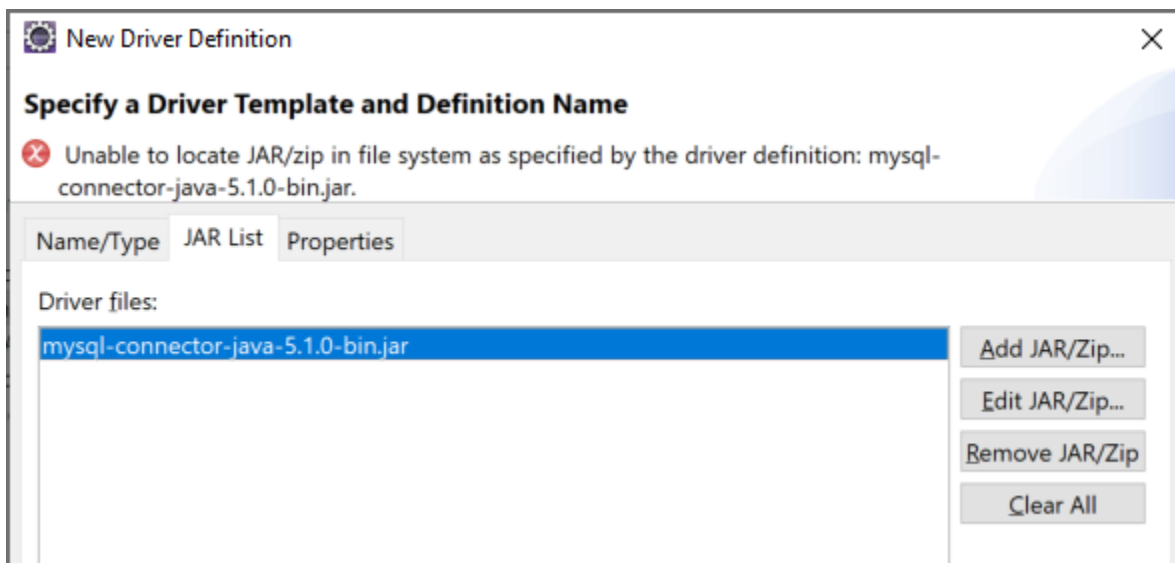 New Driver Definition
Specify a Driver Template and Definition Name
Unable to locate JAR/zip in file system as specified by the driver definition: mysql-
connector-java-5.1.0-bin.jar.
Name/Type JAR List Properties
Driver files:
mysql-connector-java-5.1.0-bin.jar
Add JAR/Zip...
Edit JAR/Zip...
Remove JAR/Zip
Clear All